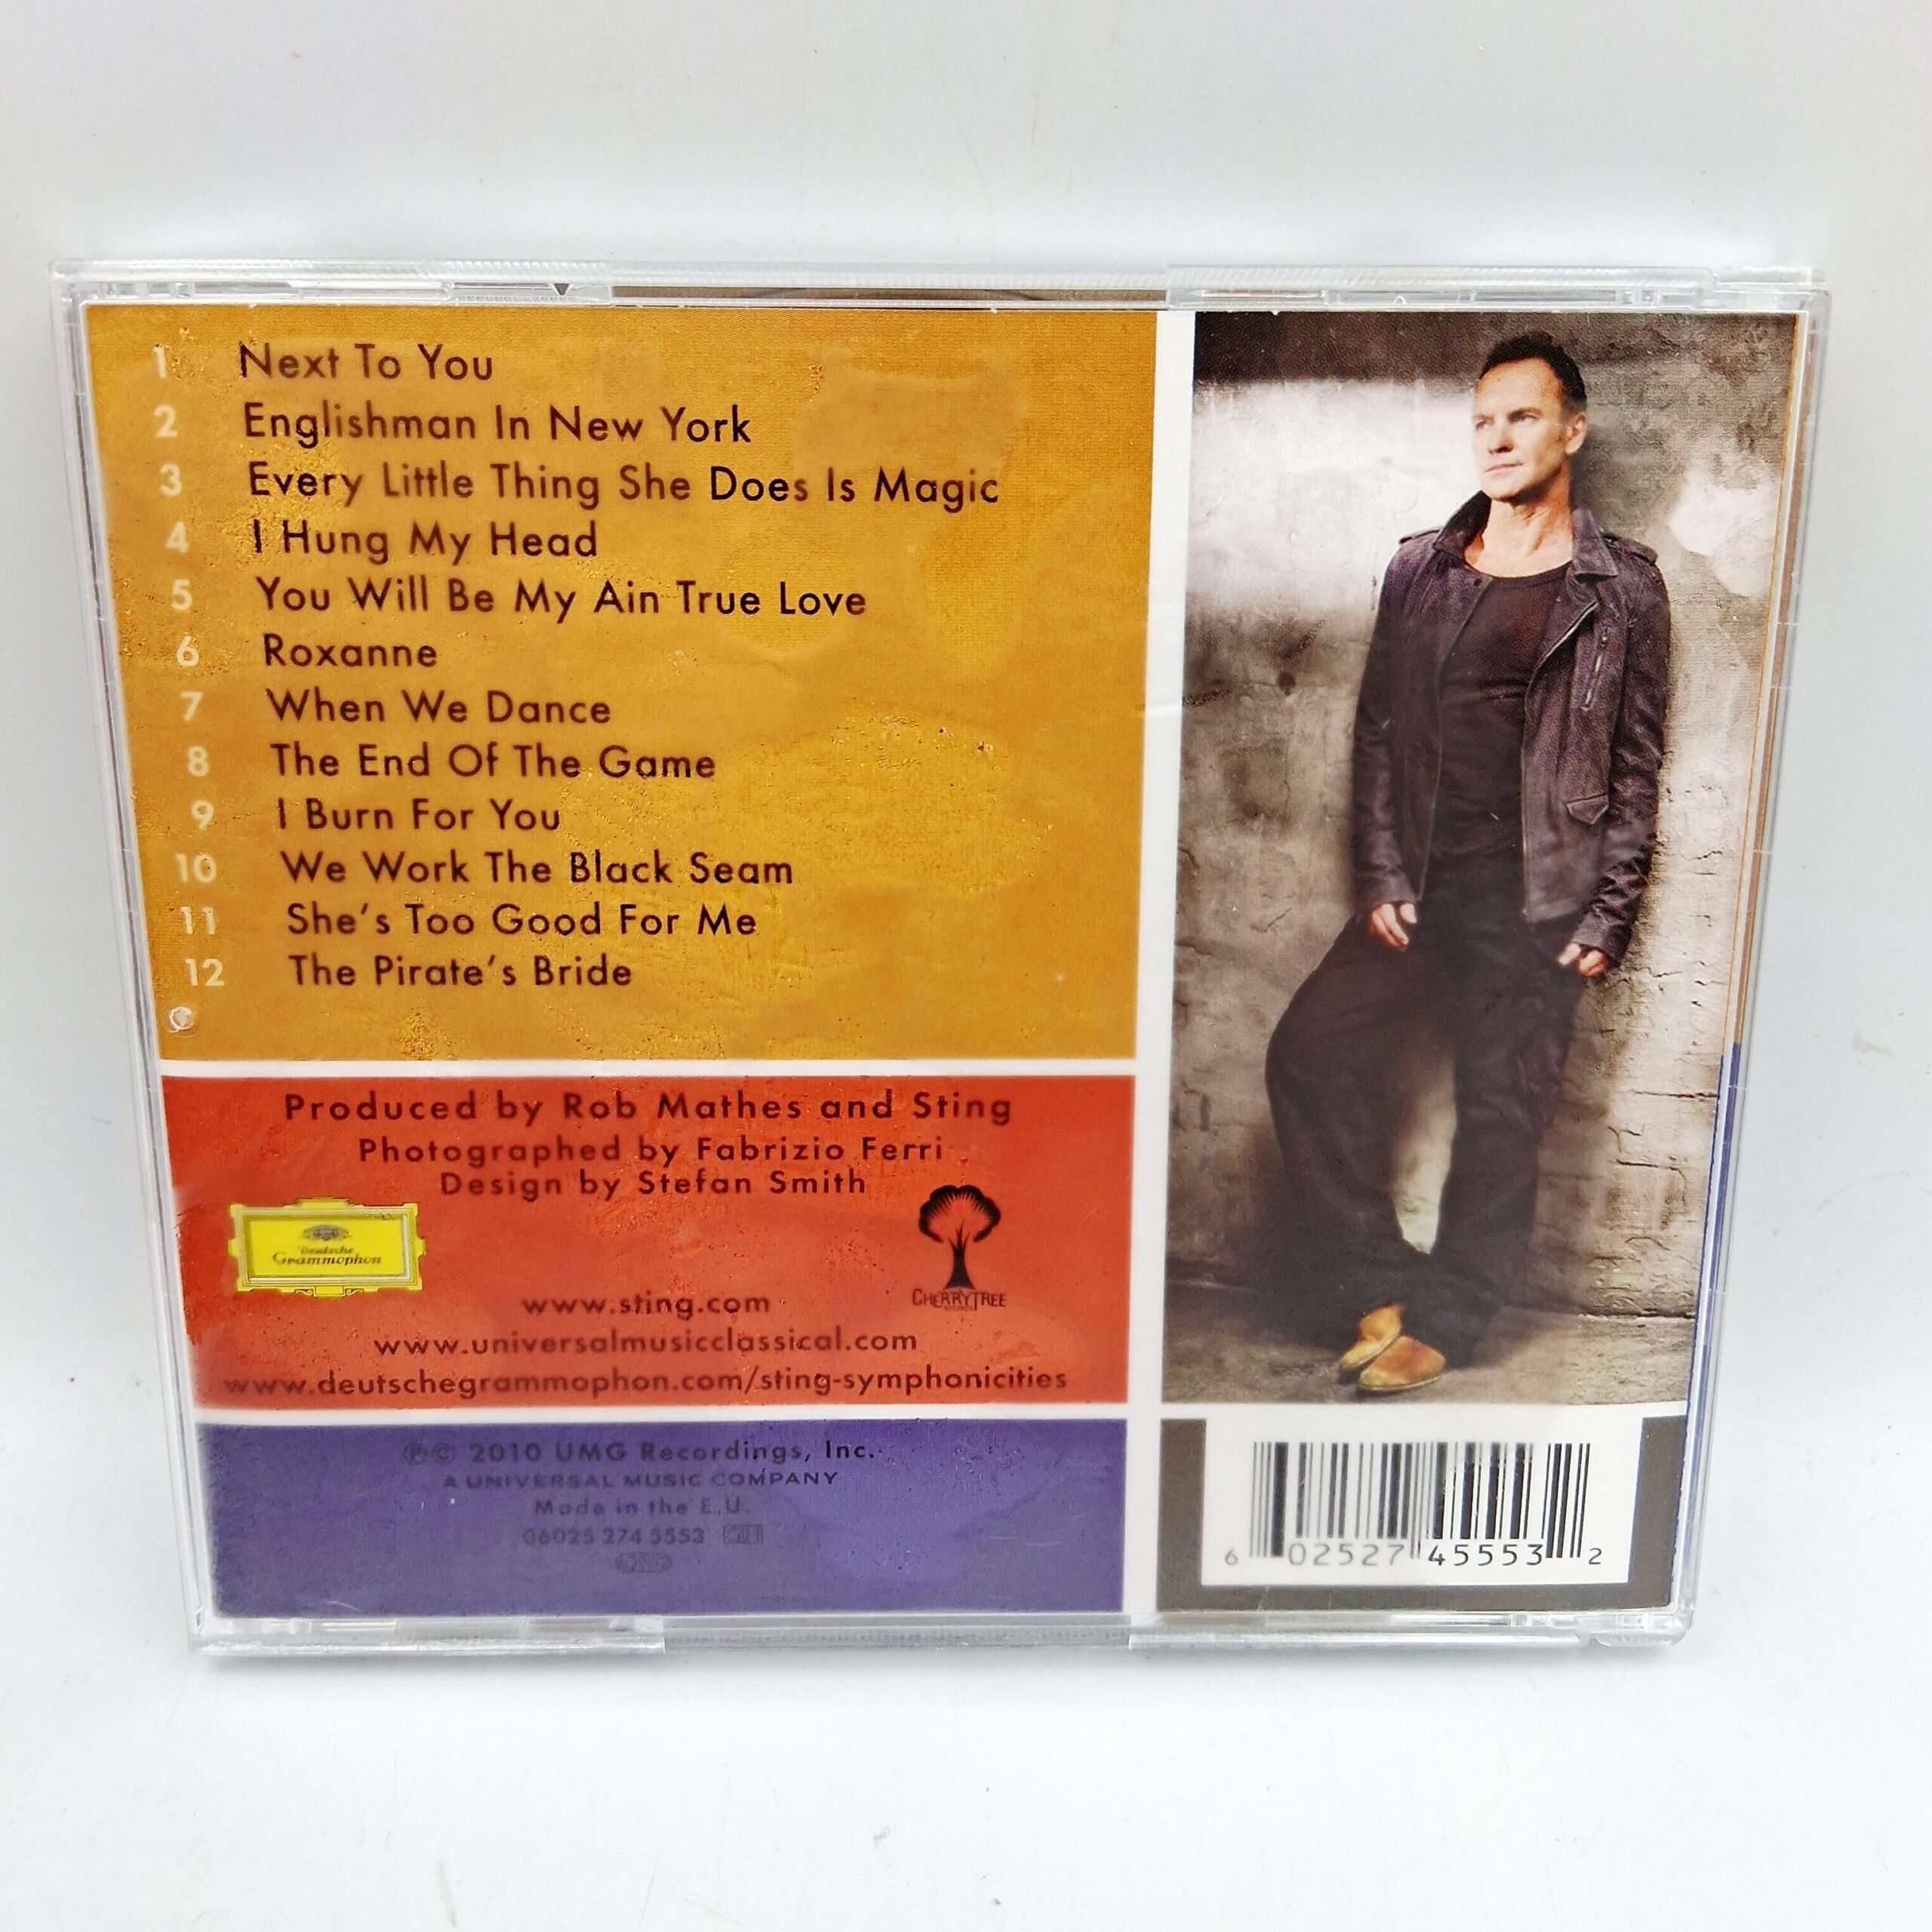 1 Next To You
2 Englishman In New York
3 Every Little Thing She Does Is Magic
4 I Hung My Head
5 You Will Be My Ain True Love
6 Roxanne
7 When We Dance
8 The End Of The Game
9 I Burn For You
10 We Work The Black Seam
11 She's Too Good For Me
12 The Pirate's Bride
Produced by Rob Mathes and Sting
Photographed by Fabrizio Ferri
Design by Stefan Smith
Deutsche
Grammophon
CHERRYTREE
RECORDS
www.sting.com
www.universalmusicclassical.com
www.deutschegrammophon.com/sting-symphonicities
℗© 2010 UMG Recordings, Inc.
A UNIVERSAL MUSIC COMPANY
Made in the E.U.
06025 274 5553
6 02527 45553 2